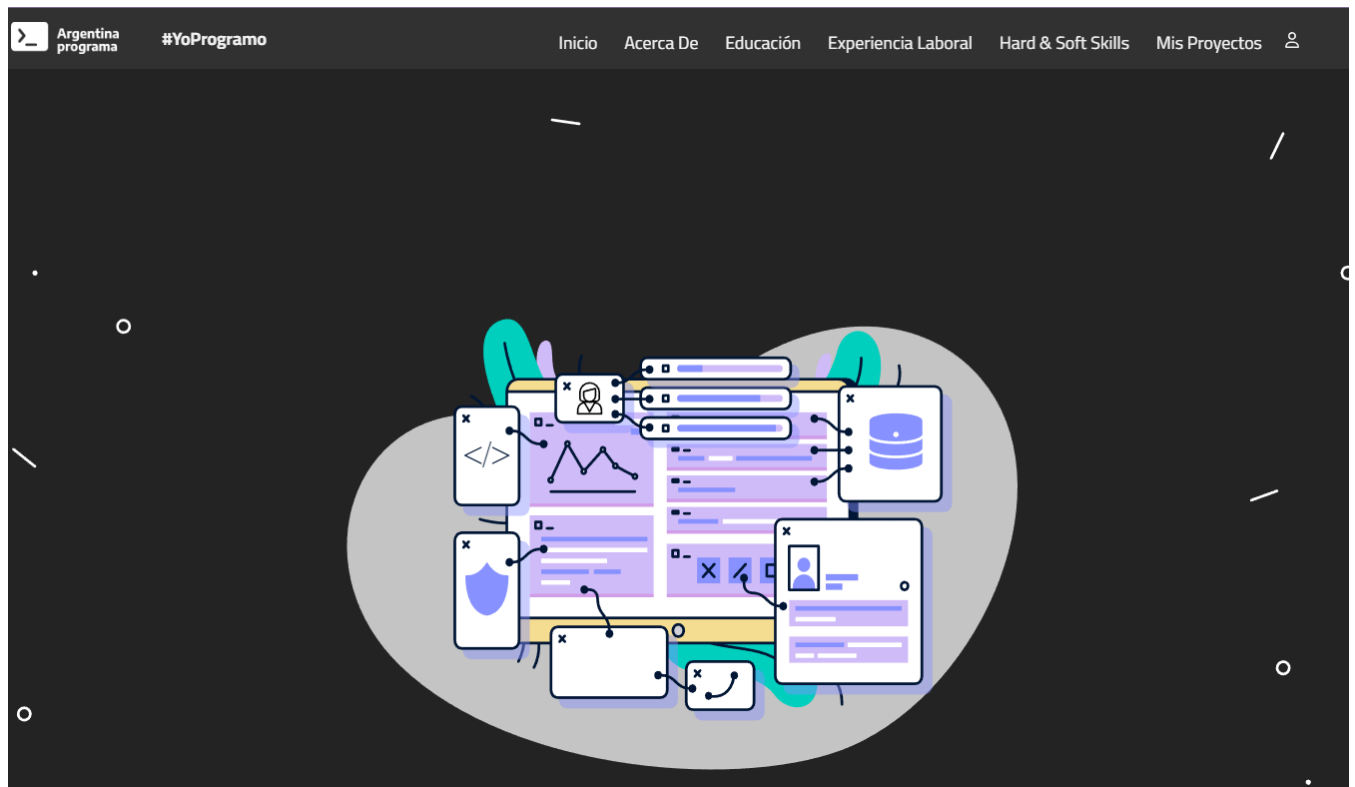 Argentina
programa
#YoProgramo
Inicio
Acerca De
Educación
Experiencia Laboral
Hard & Soft Skills
Mis Proyectos
</>